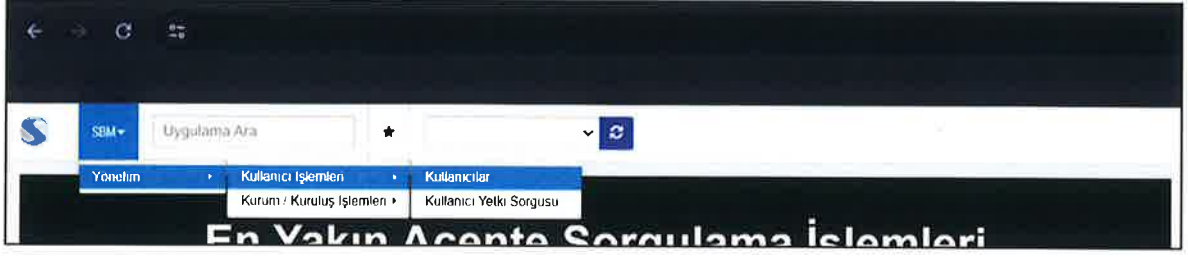 SBM
Uygulama Ara
Yönetim
Kullanıcı İşlemleri
Kullanıcılar
Kurum / Kuruluş İşlemleri
Kullanıcı Yetki Sorgusu
En Yakın Acente Sorgulama İşlemleri